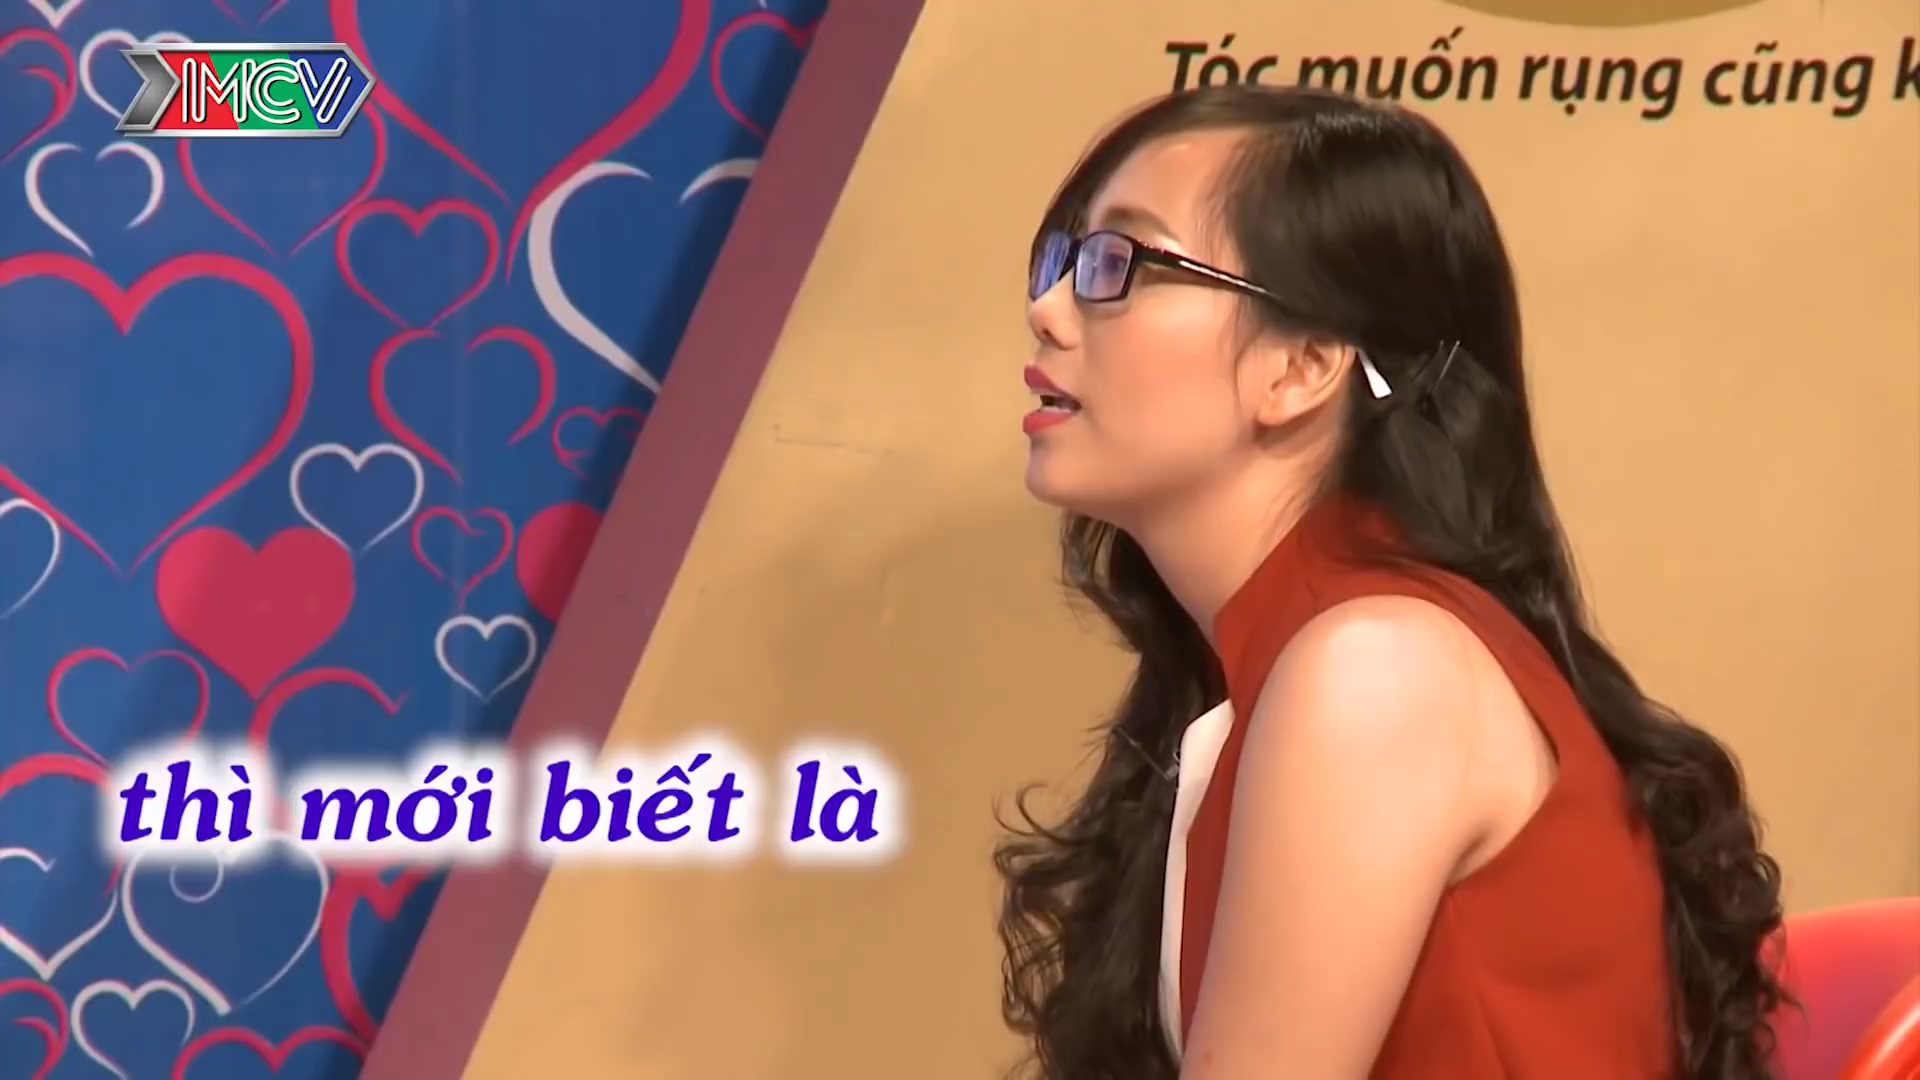 MCV
Tóc muốn rụng cũng k
thì mới biết là